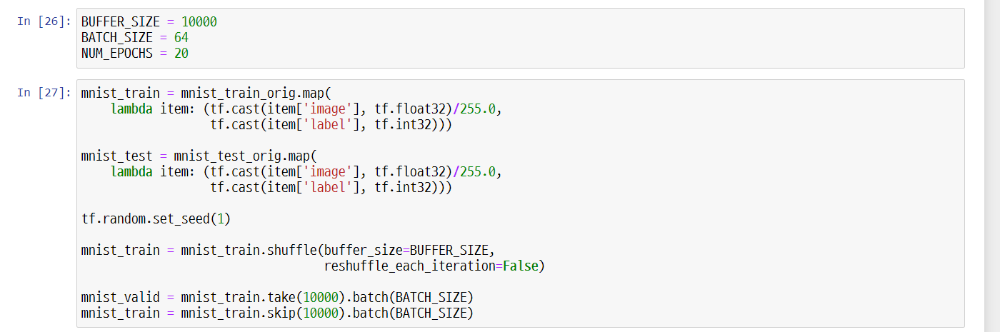 In [26]: BUFFER_SIZE = 10000
BATCH_SIZE = 64
NUM_EPOCHS = 20
In [27]: mnist_train = mnist_train_orig.map(
    lambda item: (tf.cast(item['image'], tf.float32)/255.0,
                  tf.cast(item['label'], tf.int32)))

mnist_test = mnist_test_orig.map(
    lambda item: (tf.cast(item['image'], tf.float32)/255.0,
                  tf.cast(item['label'], tf.int32)))

tf.random.set_seed(1)

mnist_train = mnist_train.shuffle(buffer_size=BUFFER_SIZE,
                                  reshuffle_each_iteration=False)

mnist_valid = mnist_train.take(10000).batch(BATCH_SIZE)
mnist_train = mnist_train.skip(10000).batch(BATCH_SIZE)